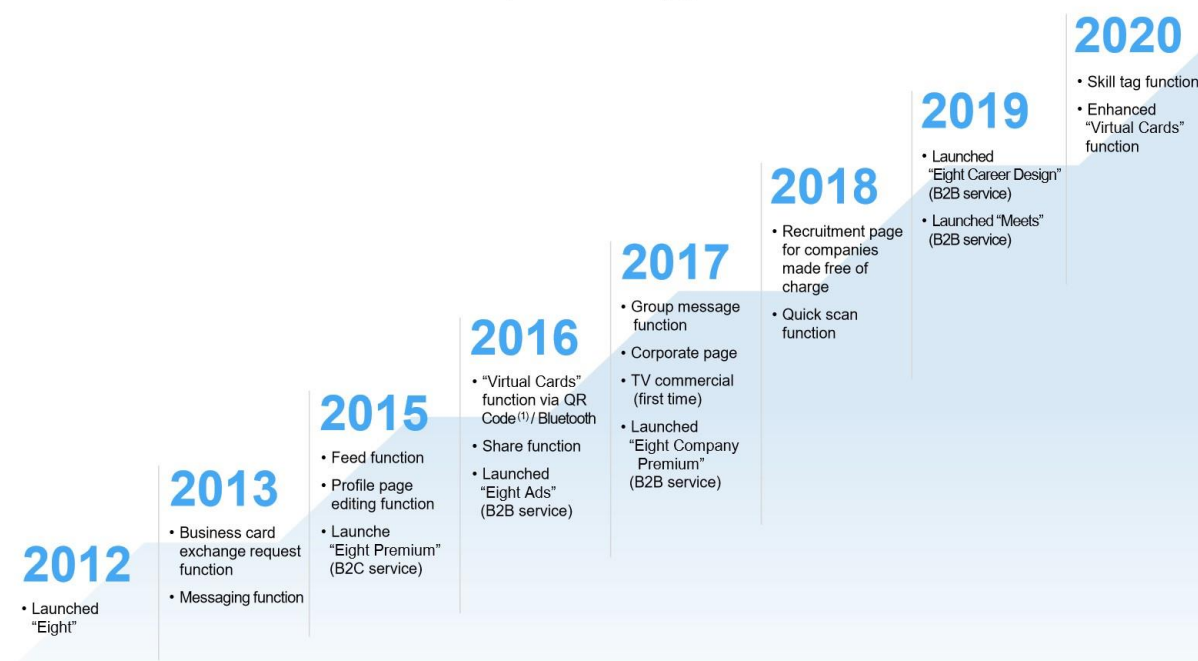 2012
• Launched
“Eight”
2013
• Business card
exchange request
function
• Messaging function
2015
• Feed function
• Profile page
editing function
• Launche
“Eight Premium”
(B2C service)
2016
• “Virtual Cards”
function via QR
Code(1)/ Bluetooth
• Share function
• Launched
“Eight Ads”
(B2B service)
2017
• Group message
function
• Corporate page
• TV commercial
(first time)
• Launched
“Eight Company
Premium”
(B2B service)
2018
• Recruitment page
for companies
made free of
charge
• Quick scan
function
2019
• Launched
“Eight Career Design”
(B2B service)
• Launched “Meets”
(B2B service)
2020
• Skill tag function
• Enhanced
“Virtual Cards”
function